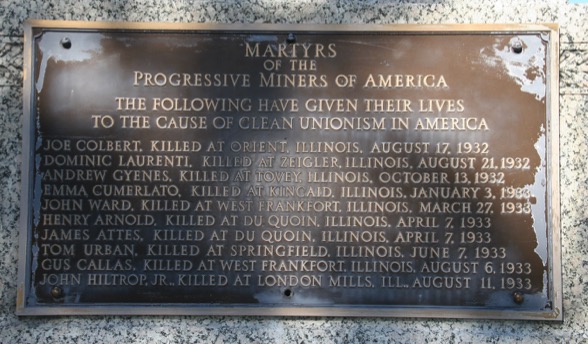 MARTYRS
OF THE
PROGRESSIVE MINERS OF AMERICA
THE FOLLOWING HAVE GIVEN THEIR LIVES
TO THE CAUSE OF CLEAN UNIONISM IN AMERICA
JOE COLBERT, KILLED AT ORIENT, ILLINOIS, AUGUST 17, 1932
DOMINIC LAURENTI, KILLED AT ZEIGLER, ILLINOIS, AUGUST 21, 1932
ANDREW GYENES, KILLED AT TOVEY, ILLINOIS, OCTOBER 13, 1932
EMMA CUMERLATO, KILLED AT KINCAID, ILLINOIS, JANUARY 3, 1933
JOHN WARD, KILLED AT WEST FRANKFORT, ILLINOIS, MARCH 27, 1933
HENRY ARNOLD, KILLED AT DU QUOIN, ILLINOIS, APRIL 7, 1933
JAMES ATTES, KILLED AT DU QUOIN, ILLINOIS, APRIL 7, 1933
TOM URBAN, KILLED AT SPRINGFIELD, ILLINOIS, JUNE 7, 1933
GUS CALLAS, KILLED AT WEST FRANKFORT, ILLINOIS, AUGUST 6, 1933
JOHN HILTROP, JR., KILLED AT LONDON MILLS, ILL., AUGUST 11, 1933